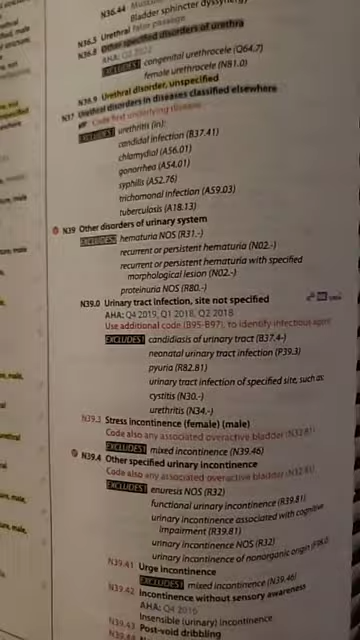 N36.44 Muscular
Bladder sphincter dyssynergy
N36.5 Urethral false passage
N36.8 Other specified disorders of urethra
AHA:
EXCLUDES1 congenital urethrocele (Q64.7)
female urethrocele (N81.0)
N36.9 Urethral disorder, unspecified
N37 Urethral disorders in diseases classified elsewhere
Code first underlying disease
EXCLUDES1 urethritis (in):
candidal infection (B37.41)
chlamydial (A56.01)
gonorrhea (A54.01)
syphilis (A52.76)
trichomonal infection (A59.03)
tuberculosis (A18.13)
N39 Other disorders of urinary system
EXCLUDES2 hematuria NOS (R31.-)
recurrent or persistent hematuria (N02.-)
recurrent or persistent hematuria with specified
morphological lesion (N02.-)
proteinuria NOS (R80.-)
N39.0 Urinary tract infection, site not specified
AHA: Q4 2019, Q1 2018, Q2 2018
Use additional code (B95-B97), to identify infectious agent
EXCLUDES1 candidiasis of urinary tract (B37.4-)
neonatal urinary tract infection (P39.3)
pyuria (R82.81)
urinary tract infection of specified site, such as:
cystitis (N30.-)
urethritis (N34.-)
N39.3 Stress incontinence (female) (male)
Code also any associated overactive bladder (N32.81)
EXCLUDES1 mixed incontinence (N39.46)
N39.4 Other specified urinary incontinence
Code also any associated overactive bladder (N32.81)
EXCLUDES1 enuresis NOS (R32)
functional urinary incontinence (R39.81)
urinary incontinence associated with cognitive
impairment (R39.81)
urinary incontinence NOS (R32)
urinary incontinence of nonorganic origin (F98.0)
N39.41 Urge incontinence
EXCLUDES1 mixed incontinence (N39.46)
N39.42 Incontinence without sensory awareness
AHA: Q4 2016
Insensible (urinary) incontinence
N39.43 Post-void dribbling
N39.44